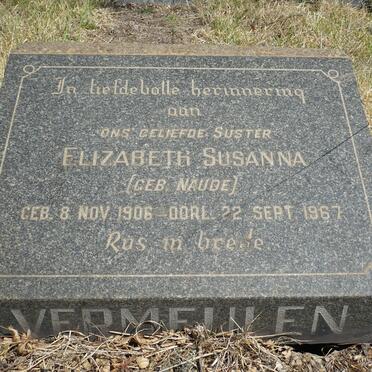 In liefdevolle herinnering
aan
ONS GELIEFDE SUSTER
ELIZABETH SUSANNA
[GEB. NAUDE]
GEB. 8 NOV. 1906 - OORL. 22 SEPT. 1967
Rus in vrede
VERMEULEN